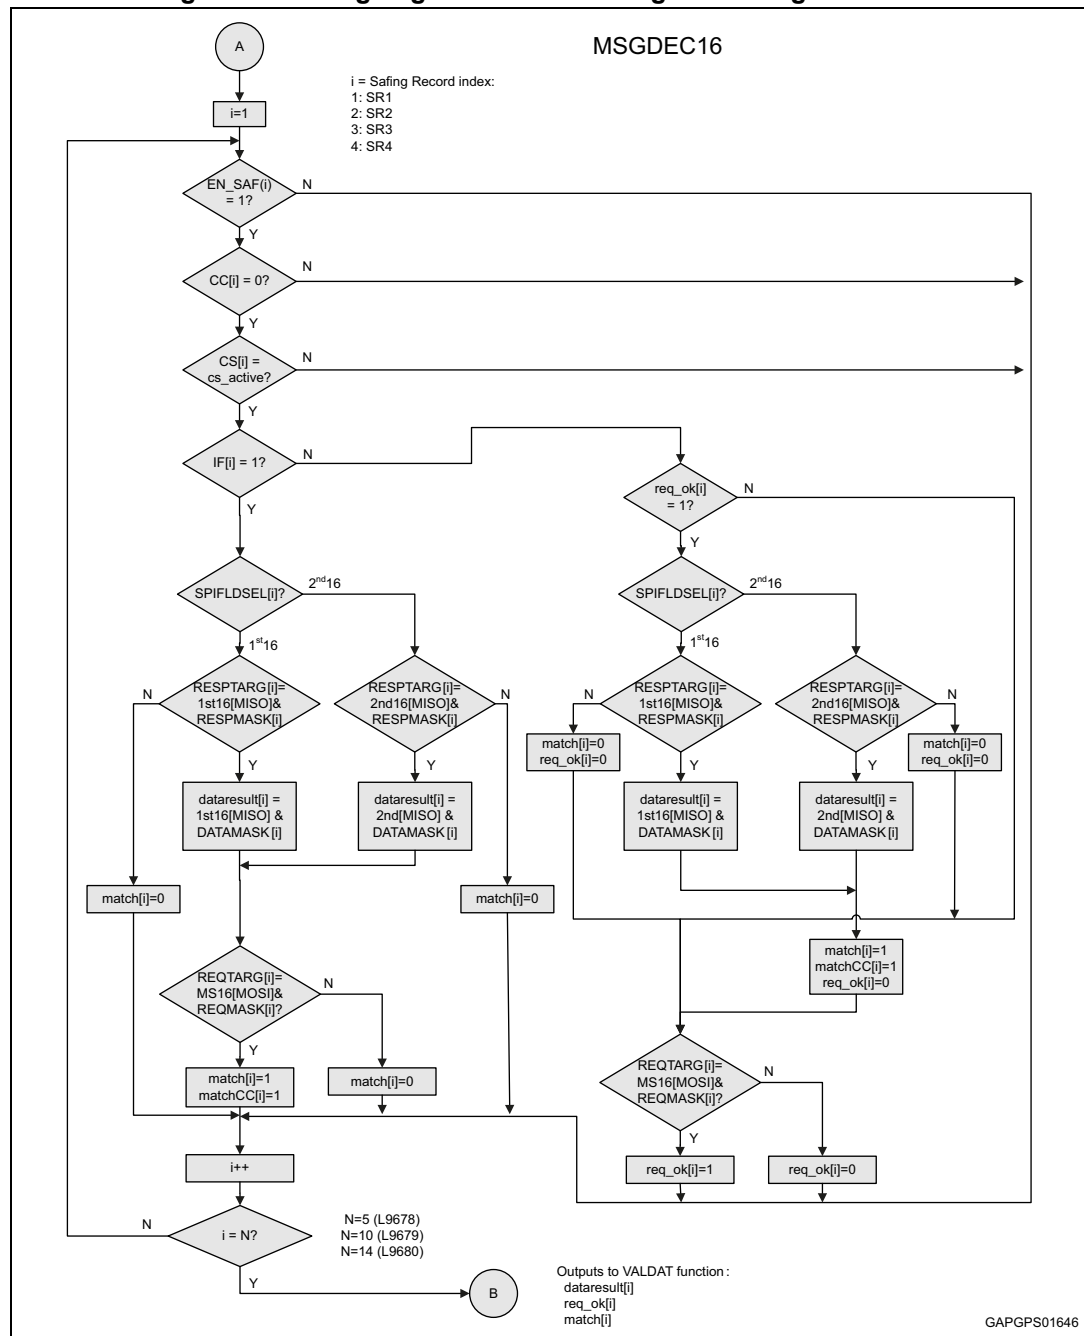 MSGDEC16
A
i = Safing Record index:
1: SR1
2: SR2
3: SR3
4: SR4
i=1
EN_SAF(i)
= 1?
N
Y
CC[i] = 0?
N
Y
CS[i] =
cs_active?
N
Y
IF[i] = 1?
N
Y
req_ok[i]
= 1?
N
Y
SPIFLDSEL[i]?
2nd16
1st16
SPIFLDSEL[i]?
2nd16
1st16
RESPTARG[i]=
1st16[MISO]&
RESPMASK[i]
N
Y
RESPTARG[i]=
2nd16[MISO]&
RESPMASK[i]
N
Y
RESPTARG[i]=
1st16[MISO]&
RESPMASK[i]
N
Y
RESPTARG[i]=
2nd16[MISO]&
RESPMASK[i]
N
Y
match[i]=0
req_ok[i]=0
match[i]=0
req_ok[i]=0
dataresult[i] =
1st16[MISO] &
DATAMASK[i]
dataresult[i] =
2nd[MISO] &
DATAMASK[i]
dataresult[i] =
1st16[MISO] &
DATAMASK[i]
dataresult[i] =
2nd[MISO] &
DATAMASK[i]
match[i]=0
match[i]=0
match[i]=1
matchCC[i]=1
req_ok[i]=0
REQTARG[i]=
MS16[MOSI]&
REQMASK[i]?
N
Y
REQTARG[i]=
MS16[MOSI]&
REQMASK[i]?
N
Y
match[i]=1
matchCC[i]=1
match[i]=0
req_ok[i]=1
req_ok[i]=0
i++
i = N?
N
Y
N=5 (L9678)
N=10 (L9679)
N=14 (L9680)
B
Outputs to VALDAT function :
dataresult[i]
req_ok[i]
match[i]
GAPGPS01646